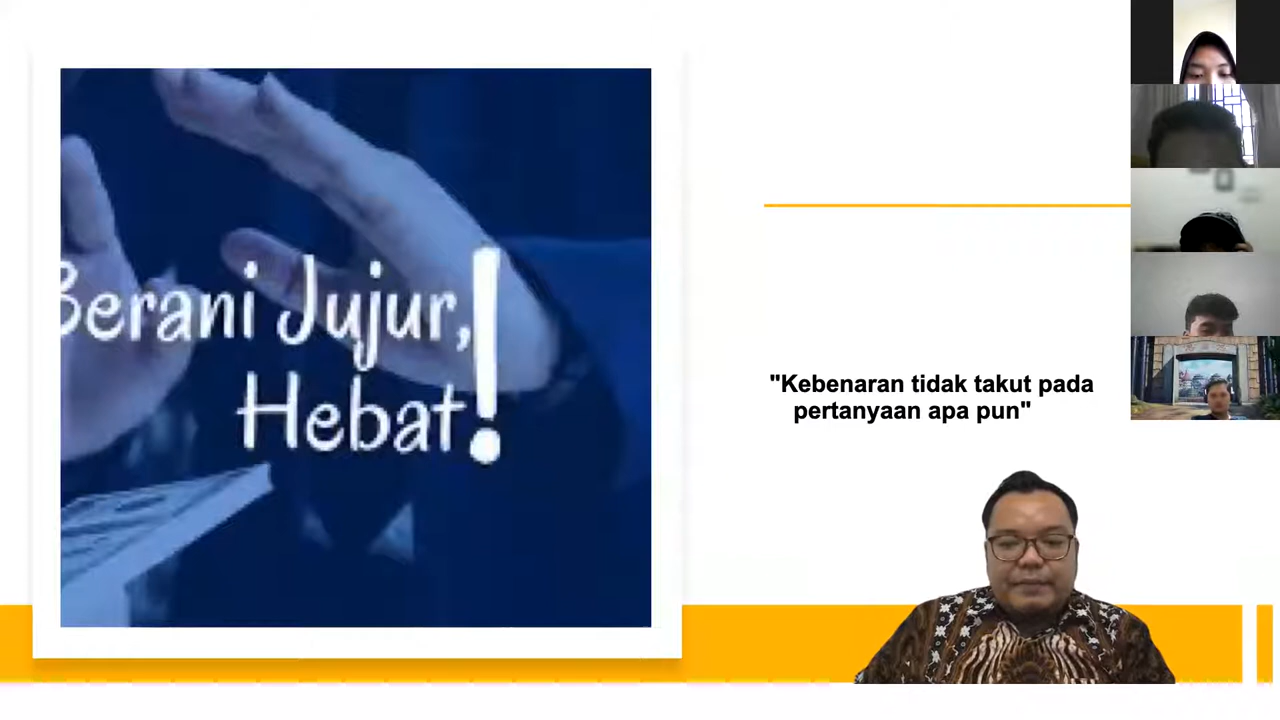 Berani Jujur,
Hebat!
"Kebenaran tidak takut pada
pertanyaan apa pun"